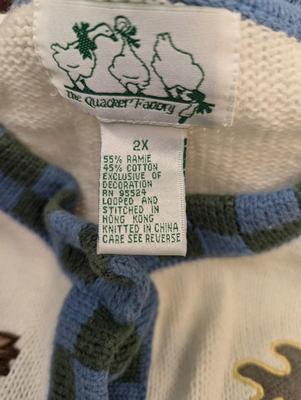 The Quacker Factory
2X
55% RAMIE
45% COTTON
EXCLUSIVE OF
DECORATION
RN 95524
LOOPED AND
STITCHED IN
HONG KONG
KNITTED IN CHINA
CARE SEE REVERSE